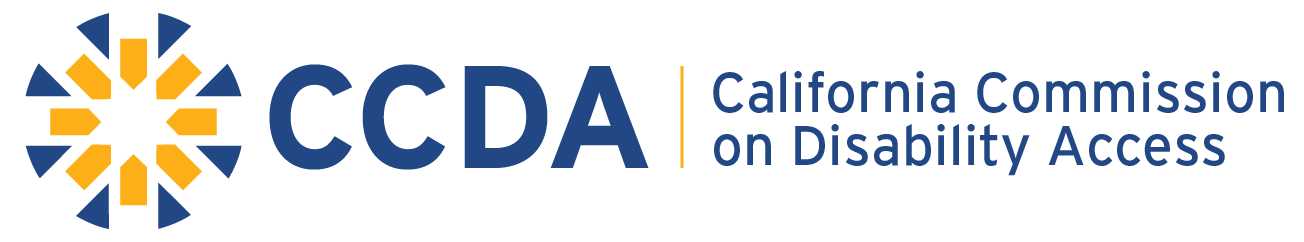 CCDA
California Commission
on Disability Access